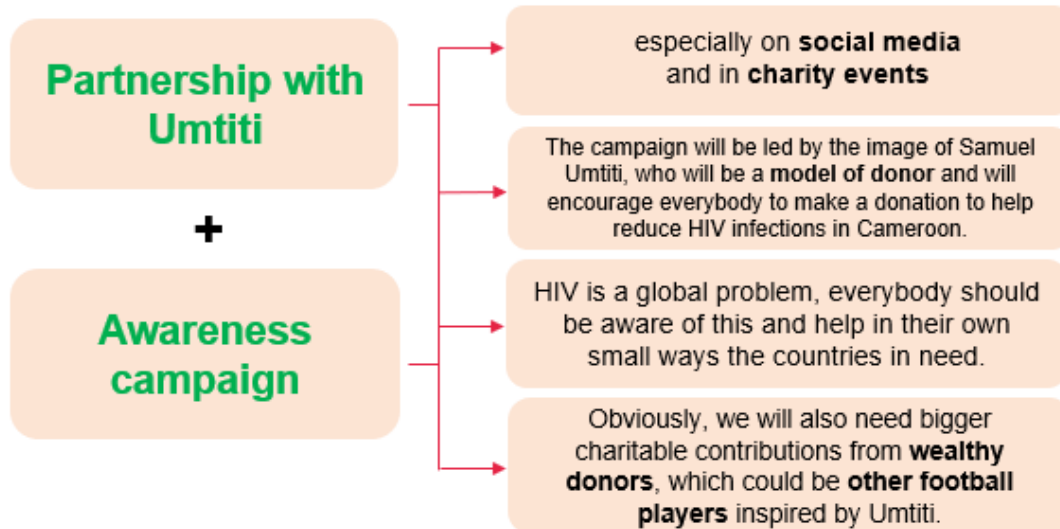 Partnership with
Umtiti
+
Awareness
campaign
especially on social media
and in charity events
The campaign will be led by the image of Samuel
Umtiti, who will be a model of donor and will
encourage everybody to make a donation to help
reduce HIV infections in Cameroon.
HIV is a global problem, everybody should
be aware of this and help in their own
small ways the countries in need.
Obviously, we will also need bigger
charitable contributions from wealthy
donors, which could be other football
players inspired by Umtiti.